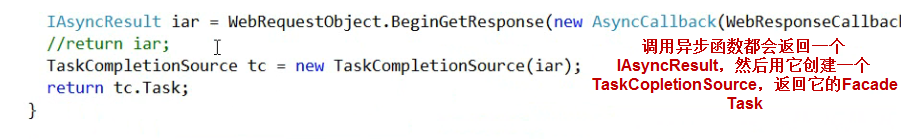 IAsyncResult iar = WebRequestObject.BeginGetResponse(new AsyncCallback(WebResponseCallbac
//return iar;
TaskCompletionSource tc = new TaskCompletionSource(iar);
return tc.Task;
}
调用异步函数都会返回一个
IAsyncResult，然后用它创建一个
TaskCopletionSource，返回它的Facade
Task